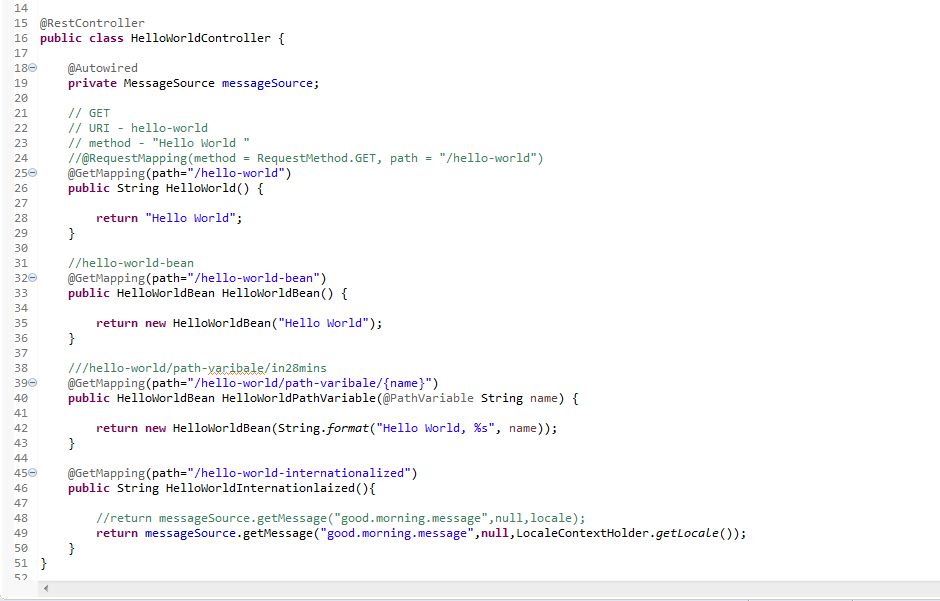 14
15 @RestController
16 public class HelloWorldController {
17
18 @Autowired
19 private MessageSource messageSource;
20
21 // GET
22 // URI - hello-world
23 // method - "Hello World "
24 //@RequestMapping(method = RequestMethod.GET, path = "/hello-world")
25 @GetMapping(path="/hello-world")
26 public String HelloWorld() {
27
28 return "Hello World";
29 }
30
31 //hello-world-bean
32 @GetMapping(path="/hello-world-bean")
33 public HelloWorldBean HelloWorldBean() {
34
35 return new HelloWorldBean("Hello World");
36 }
37
38 ///hello-world/path-varibale/in28mins
39 @GetMapping(path="/hello-world/path-varibale/{name}")
40 public HelloWorldBean HelloWorldPathVariable(@PathVariable String name) {
41
42 return new HelloWorldBean(String.format("Hello World, %s", name));
43 }
44
45 @GetMapping(path="/hello-world-internationalized")
46 public String HelloWorldInternationlaized(){
47
48 //return messageSource.getMessage("good.morning.message",null,locale);
49 return messageSource.getMessage("good.morning.message",null,LocaleContextHolder.getLocale());
50 }
51 }
52